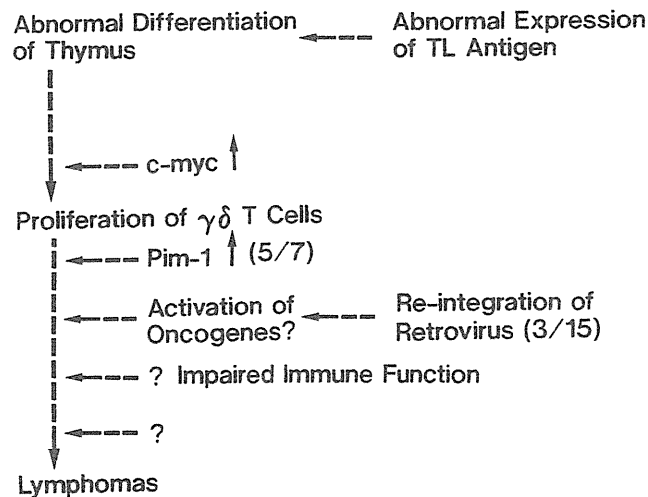 Abnormal Differentiation
of Thymus
Abnormal Expression
of TL Antigen
c-myc ↑
Proliferation of γδ T Cells
Pim-1 ↑ (5/7)
Activation of
Oncogenes?
Re-integration of
Retrovirus (3/15)
? Impaired Immune Function
?
Lymphomas